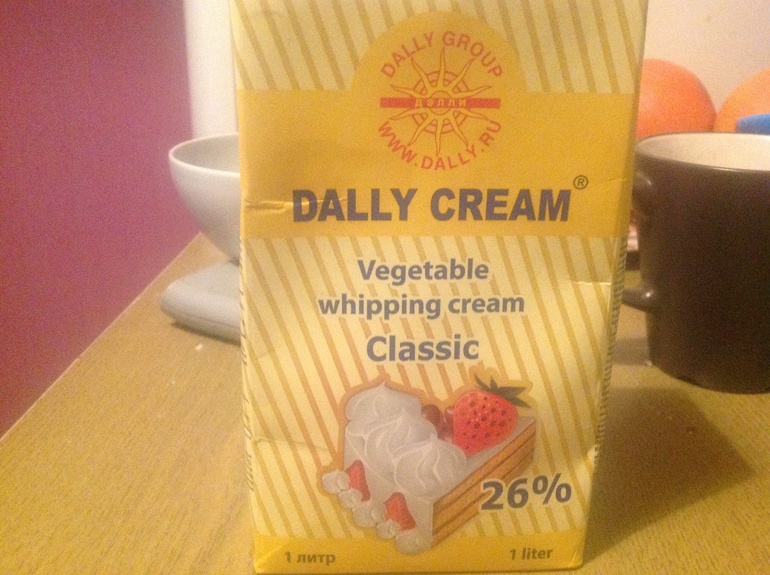 DALLY GROUP
ДЭЛЛИ
WWW.DALLY.RU
DALLY CREAM®
Vegetable
whipping cream
Classic
26%
1 литр 1 liter